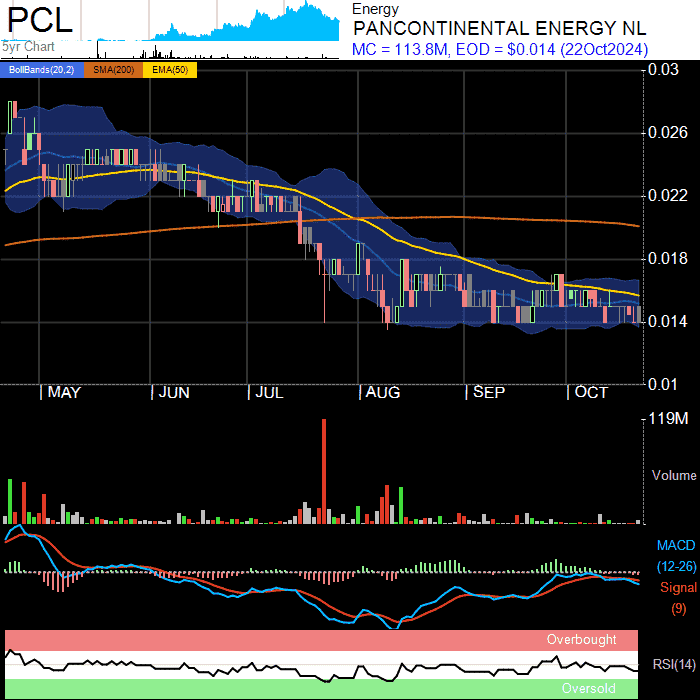 PCL
5yr Chart
Energy
PANCONTINENTAL ENERGY NL
MC = 113.8M, EOD = $0.014 (22Oct2024)
BollBands(20,2) SMA(200) EMA(50)
0.03
0.026
0.022
0.018
0.014
0.01
MAY JUN JUL AUG SEP OCT
119M
Volume
MACD
(12-26)
Signal
(9)
Overbought
RSI(14)
Oversold